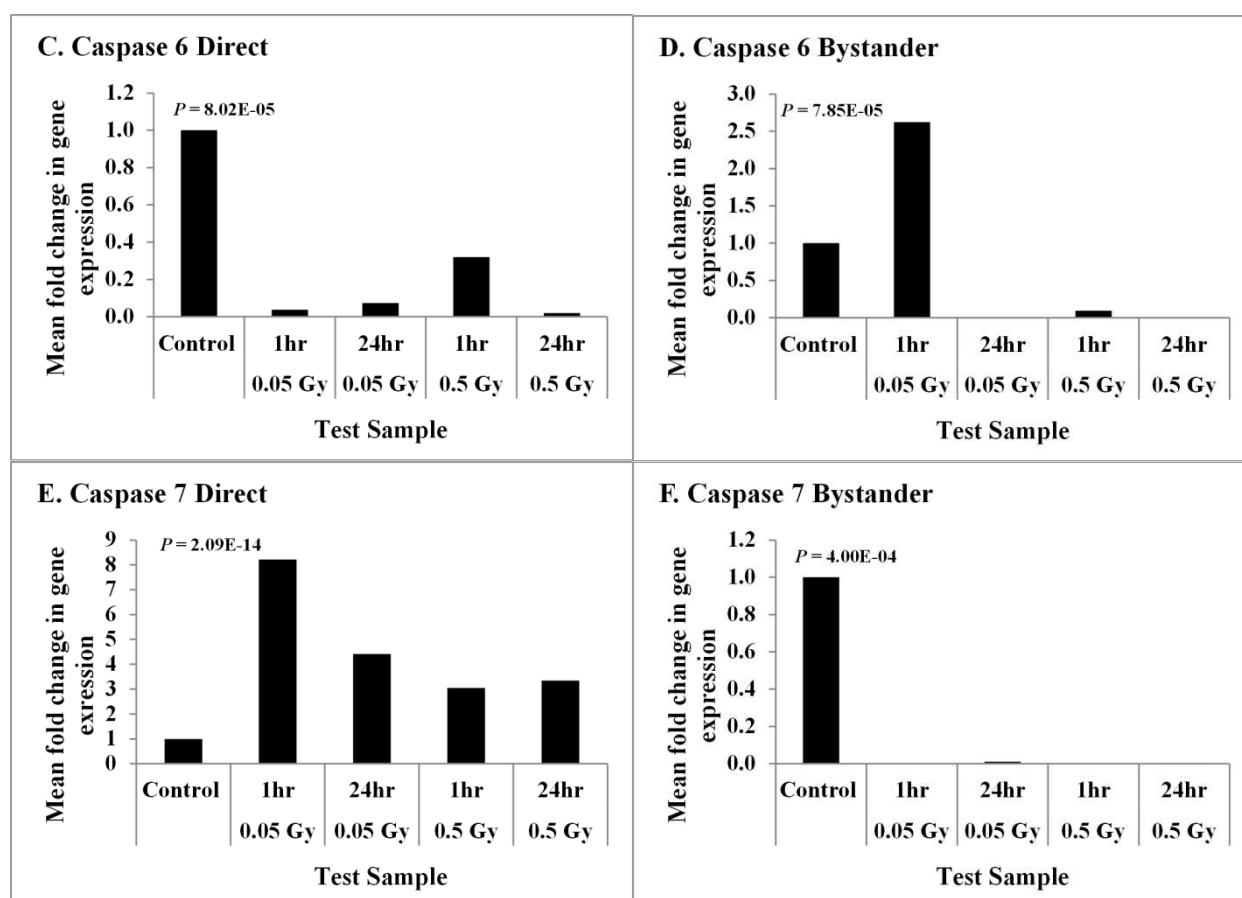 C. Caspase 6 Direct
P = 8.02E-05
Mean fold change in gene
expression
1.2
1.0
0.8
0.6
0.4
0.2
0.0
Control 1hr 24hr 1hr 24hr
0.05 Gy 0.05 Gy 0.5 Gy 0.5 Gy
Test Sample
D. Caspase 6 Bystander
P = 7.85E-05
Mean fold change in gene
expression
3.0
2.5
2.0
1.5
1.0
0.5
0.0
Control 1hr 24hr 1hr 24hr
0.05 Gy 0.05 Gy 0.5 Gy 0.5 Gy
Test Sample
E. Caspase 7 Direct
P = 2.09E-14
Mean fold change in gene
exression
9
8
7
6
5
4
3
2
1
0
Control 1hr 24hr 1hr 24hr
0.05 Gy 0.05 Gy 0.5 Gy 0.5 Gy
Test Sample
F. Caspase 7 Bystander
P = 4.00E-04
Mean fold change in gene
expression
1.2
1.0
0.8
0.6
0.4
0.2
0.0
Control 1hr 24hr 1hr 24hr
0.05 Gy 0.05 Gy 0.5 Gy 0.5 Gy
Test Sample